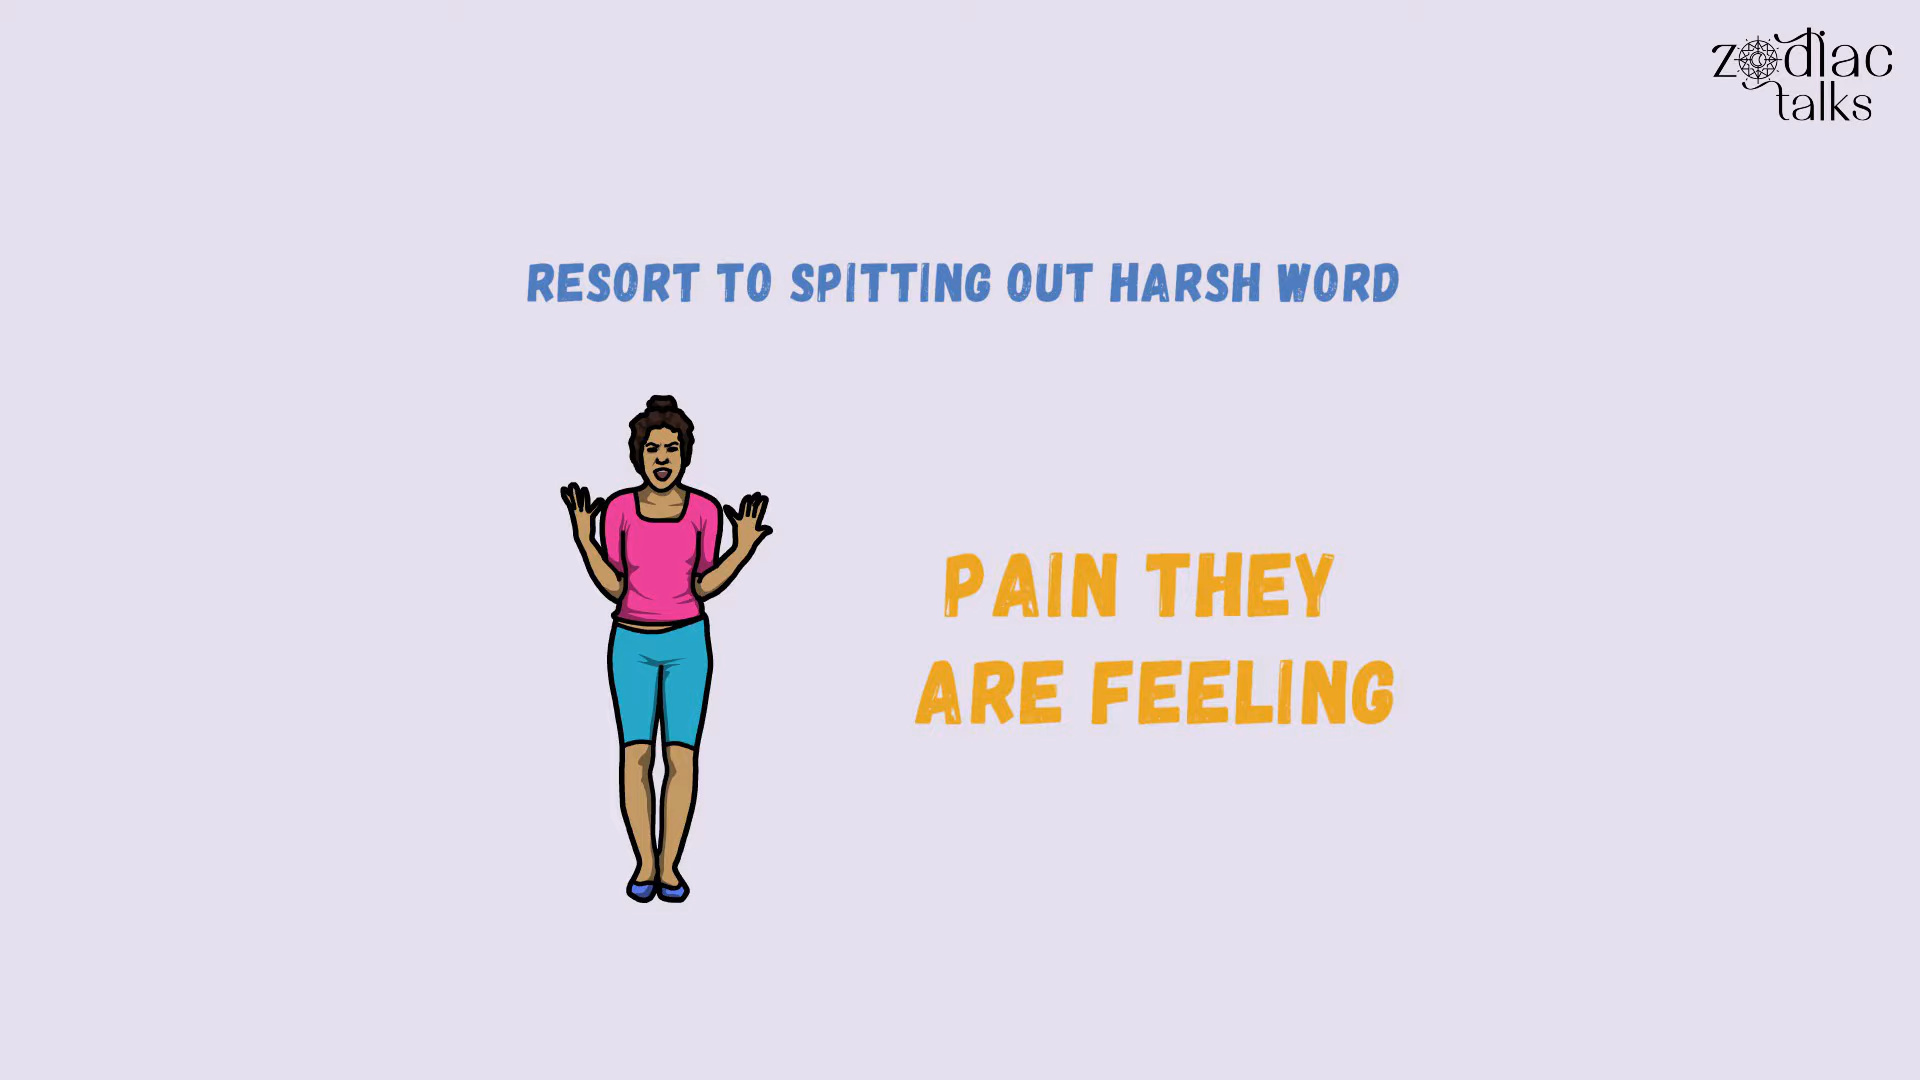 zodiac
talks
RESORT TO SPITTING OUT HARSH WORD
PAIN THEY
ARE FEELING